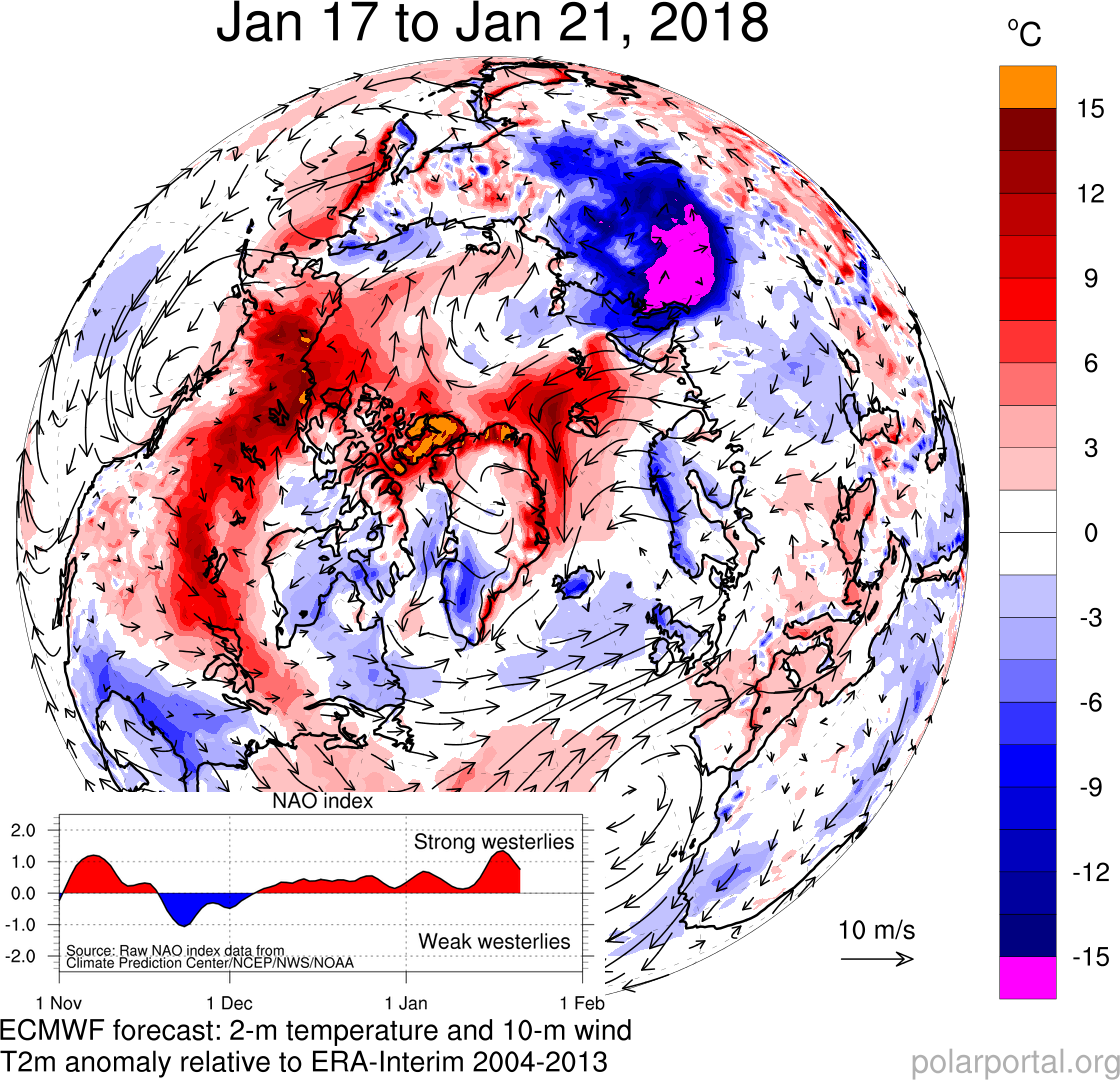 Jan 17 to Jan 21, 2018
°C
15
12
9
6
3
0
-3
-6
-9
-12
-15
10 m/s
NAO index
2.0
1.0
0.0
-1.0
-2.0
Strong westerlies
Weak westerlies
Source: Raw NAO index data from
Climate Prediction Center/NCEP/NWS/NOAA
1 Nov
1 Dec
1 Jan
1 Feb
ECMWF forecast: 2-m temperature and 10-m wind
T2m anomaly relative to ERA-Interim 2004-2013
polarportal.org